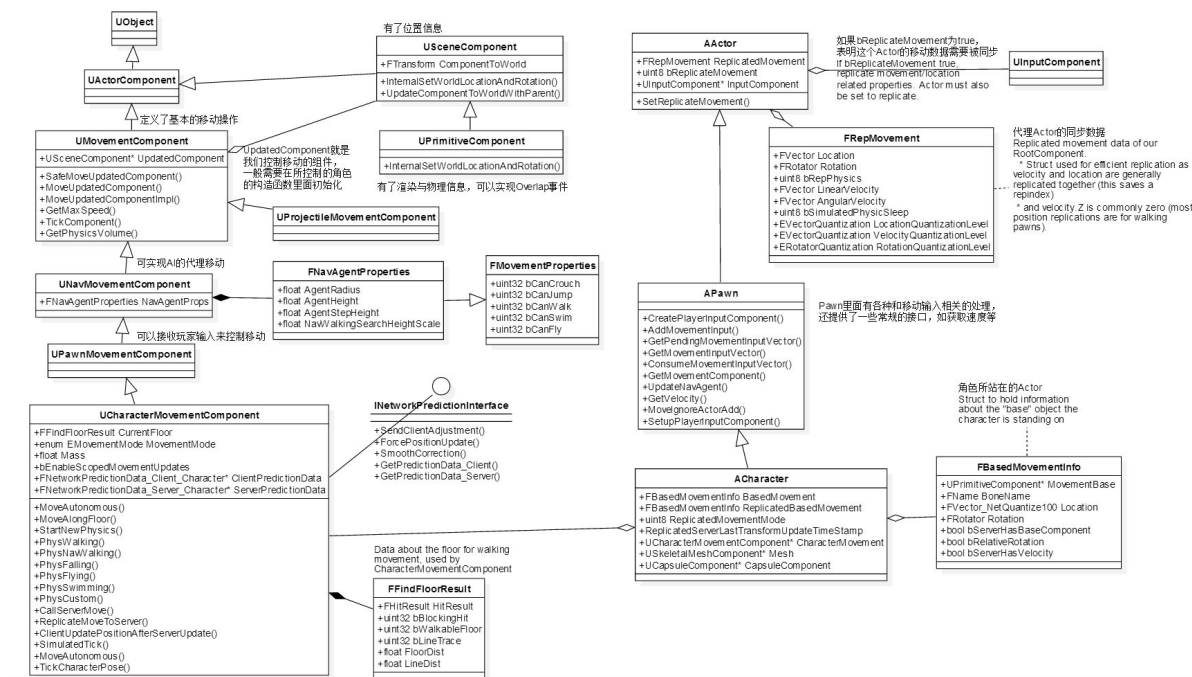 UObject
UActorComponent
有了位置信息
USceneComponent
+FTransform ComponentToWorld
+InternalSetWorldLocationAndRotation()
+UpdateComponentToWorldWithParent()
定义了基本的移动操作
UMovementComponent
+USceneComponent* UpdatedComponent
+SafeMoveUpdatedComponent()
+MoveUpdatedComponent()
+MoveUpdatedComponentImpl()
+GetMaxSpeed()
+TickComponent()
+GetPhysicsVolume()
UpdatedComponent就是
我们控制移动的组件，
一般需要在所控制的角色
的构造函数里面初始化
UPrimitiveComponent
+InternalSetWorldLocationAndRotation()
有了渲染与物理信息，可以实现Overlap事件
UProjectileMovementComponent
可实现AI的代理移动
UNavMovementComponent
+FNavAgentProperties NavAgentProps
FNavAgentProperties
+float AgentRadius
+float AgentHeight
+float AgentStepHeight
+float NavWalkingSearchHeightScale
FMovementProperties
+uint32 bCanCrouch
+uint32 bCanJump
+uint32 bCanWalk
+uint32 bCanSwim
+uint32 bCanFly
可以接收玩家输入来控制移动
UPawnMovementComponent
UCharacterMovementComponent
+FFindFloorResult CurrentFloor
+enum EMovementMode MovementMode
+float Mass
+bEnableScopedMovementUpdates
+FNetworkPredictionData_Client_Character* ClientPredictionData
+FNetworkPredictionData_Server_Character* ServerPredictionData
+MoveAutonomous()
+MoveAlongFloor()
+StartNewPhysics()
+PhysWalking()
+PhysNavWalking()
+PhysFalling()
+PhysFlying()
+PhysSwimming()
+PhysCustom()
+CallServerMove()
+ReplicateMoveToServer()
+ClientUpdatePositionAfterServerUpdate()
+SimulatedTick()
+MoveAutonomous()
+TickCharacterPose()
INetworkPredictionInterface
+SendClientAdjustment()
+ForcePositionUpdate()
+SmoothCorrection()
+GetPredictionData_Client()
+GetPredictionData_Server()
Data about the floor for walking
movement, used by
CharacterMovementComponent
FFindFloorResult
+FHitResult HitResult
+uint32 bBlockingHit
+uint32 bWalkableFloor
+uint32 bLineTrace
+float FloorDist
+float LineDist
AActor
+FRepMovement ReplicatedMovement
+uint8 bReplicateMovement
+UInputComponent* InputComponent
+SetReplicateMovement()
如果bReplicateMovement为true，
表明这个Actor的移动数据需要被同步
If bReplicateMovement true,
replicate movement/location
related properties. Actor must also
be set to replicate.
UInputComponent
FRepMovement
+FVector Location
+FRotator Rotation
+uint8 bRepPhysics
+FVector LinearVelocity
+FVector AngularVelocity
+uint8 bSimulatedPhysicSleep
+EVectorQuantization LocationQuantizationLevel
+EVectorQuantization VelocityQuantizationLevel
+ERotatorQuantization RotationQuantizationLevel
代理Actor的同步数据
Replicated movement data of our
RootComponent.
* Struct used for efficient replication as
velocity and location are generally
replicated together (this saves a
repindex)
* and velocity.Z is commonly zero (most
position replications are for walking
pawns).
APawn
+CreatePlayerInputComponent()
+AddMovementInput()
+GetPendingMovementInputVector()
+GetMovementInputVector()
+ConsumeMovementInputVector()
+GetMovementComponent()
+UpdateNavAgent()
+GetVelocity()
+MoveIgnoreActorAdd()
+SetupPlayerInputComponent()
Pawn里面有各种和移动输入相关的处理，
还提供了一些常规的接口，如获取速度等
角色所站在的Actor
Struct to hold information
about the "base" object the
character is standing on
ACharacter
+FBasedMovementInfo BasedMovement
+FBasedMovementInfo ReplicatedBasedMovement
+uint8 ReplicatedMovementMode
+ReplicatedServerLastTransformUpdateTimeStamp
+UCharacterMovementComponent* CharacterMovement
+USkeletalMeshComponent* Mesh
+UCapsuleComponent* CapsuleComponent
FBasedMovementInfo
+UPrimitiveComponent* MovementBase
+FName BoneName
+FVector_NetQuantize100 Location
+FRotator Rotation
+bool bServerHasBaseComponent
+bool bRelativeRotation
+bool bServerHasVelocity